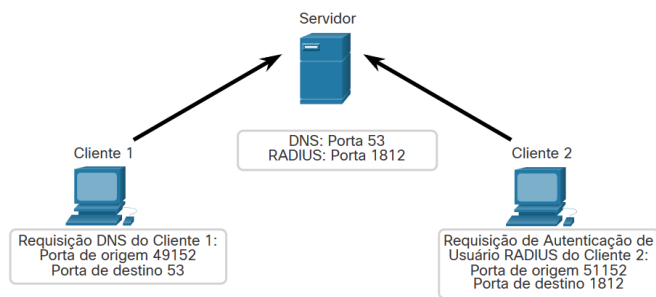 Servidor
DNS: Porta 53
RADIUS: Porta 1812
Cliente 1
Requisição DNS do Cliente 1:
Porta de origem 49152
Porta de destino 53
Cliente 2
Requisição de Autenticação de
Usuário RADIUS do Cliente 2:
Porta de origem 51152
Porta de destino 1812